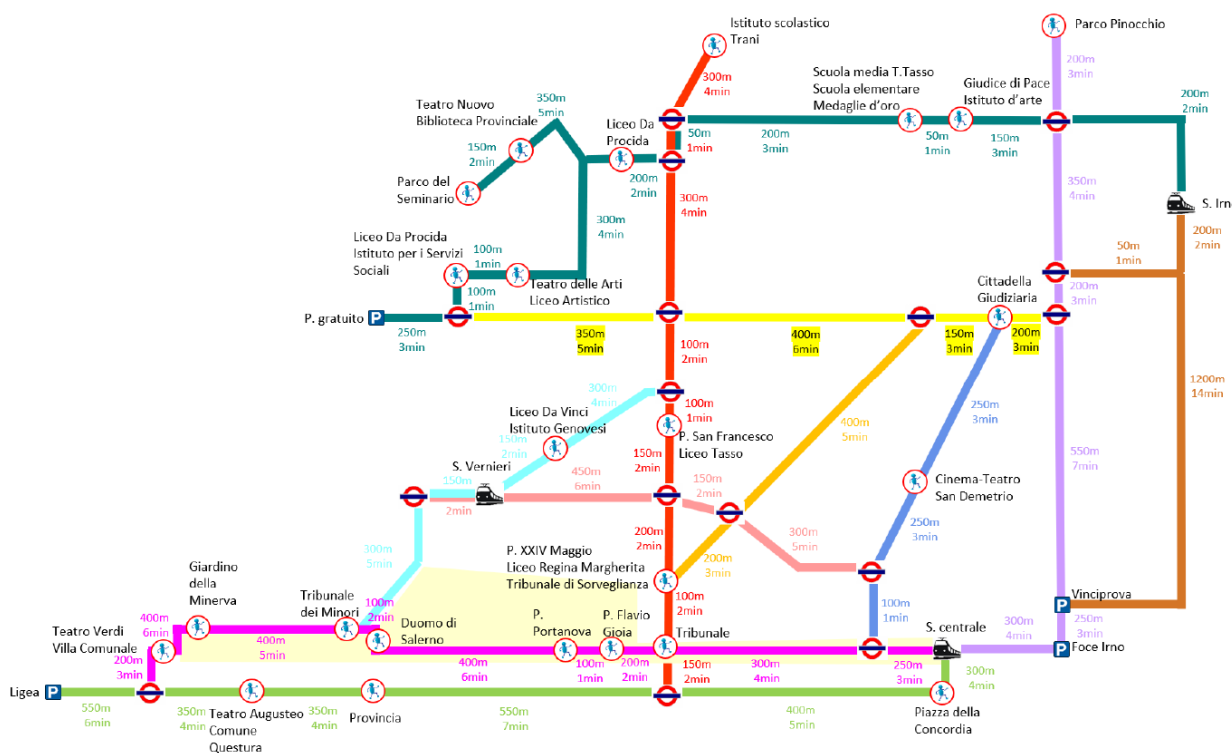 Istituto scolastico
Trani
Parco Pinocchio
300m
4min
200m
3min
Scuola media T.Tasso
Scuola elementare
Medaglie d'oro
Giudice di Pace
Istituto d'arte
200m
2min
Teatro Nuovo
Biblioteca Provinciale
350m
5min
Liceo Da
Procida
50m
1min
200m
3min
50m
1min
150m
3min
150m
2min
200m
2min
Parco del
Seminario
300m
4min
350m
4min
S. Irno
300m
4min
200m
2min
Liceo Da Procida
Istituto per i Servizi
Sociali
100m
1min
50m
1min
Teatro delle Arti
Liceo Artistico
100m
1min
Cittadella
Giudiziaria
200m
3min
P. gratuito
P
250m
3min
350m
5min
400m
6min
150m
3min
200m
3min
100m
2min
300m
4min
1200m
14min
Liceo Da Vinci
Istituto Genovesi
100m
1min
250m
3min
400m
5min
P. San Francesco
Liceo Tasso
150m
2min
550m
7min
S. Vernieri
150m
2min
450m
6min
150m
2min
Cinema-Teatro
San Demetrio
150m
2min
250m
3min
200m
2min
300m
5min
300m
5min
P. XXIV Maggio
Liceo Regina Margherita
Tribunale di Sorveglianza
200m
3min
Giardino
della
Minerva
Tribunale
dei Minori
100m
2min
100m
2min
100m
1min
P
Vinciprova
400m
6min
Duomo di
Salerno
P.
Portanova
P. Flavio
Gioia
Tribunale
S. centrale
300m
4min
250m
3min
Teatro Verdi
Villa Comunale
400m
5min
P
Foce Irno
200m
3min
400m
6min
100m
1min
200m
2min
150m
2min
300m
4min
250m
3min
300m
4min
Ligea
P
550m
6min
350m
4min
Teatro Augusteo
Comune
Questura
350m
4min
Provincia
550m
7min
400m
5min
Piazza della
Concordia